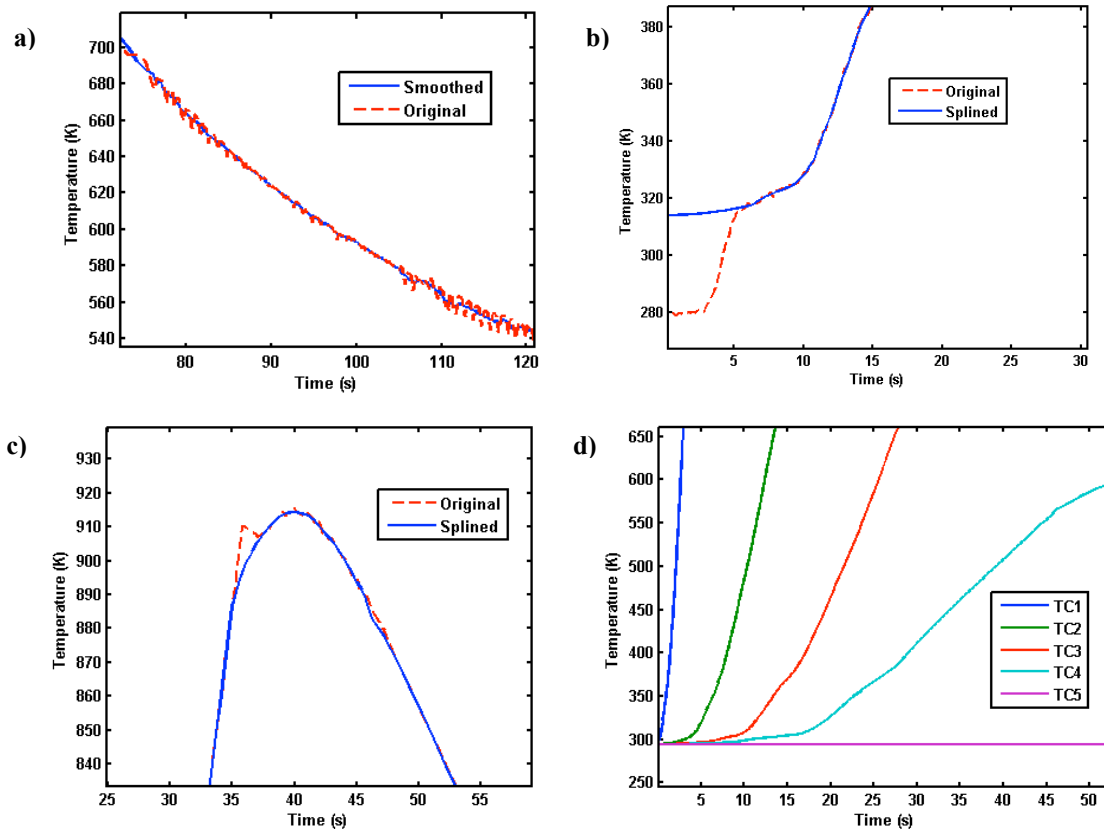 a)
700
680
660
640
620
600
580
560
540
Temperature (K)
Smoothed
Original
80
90
100
110
120
Time (s)
b)
380
360
340
320
300
280
Temperature (K)
Original
Splined
5
10
15
20
25
30
Time (s)
c)
930
920
910
900
890
880
870
860
850
840
Temperature (K)
Original
Splined
25
30
35
40
45
50
55
Time (s)
d)
650
600
550
500
450
400
350
300
250
Temperature (K)
TC1
TC2
TC3
TC4
TC5
5
10
15
20
25
30
35
40
45
50
Time (s)